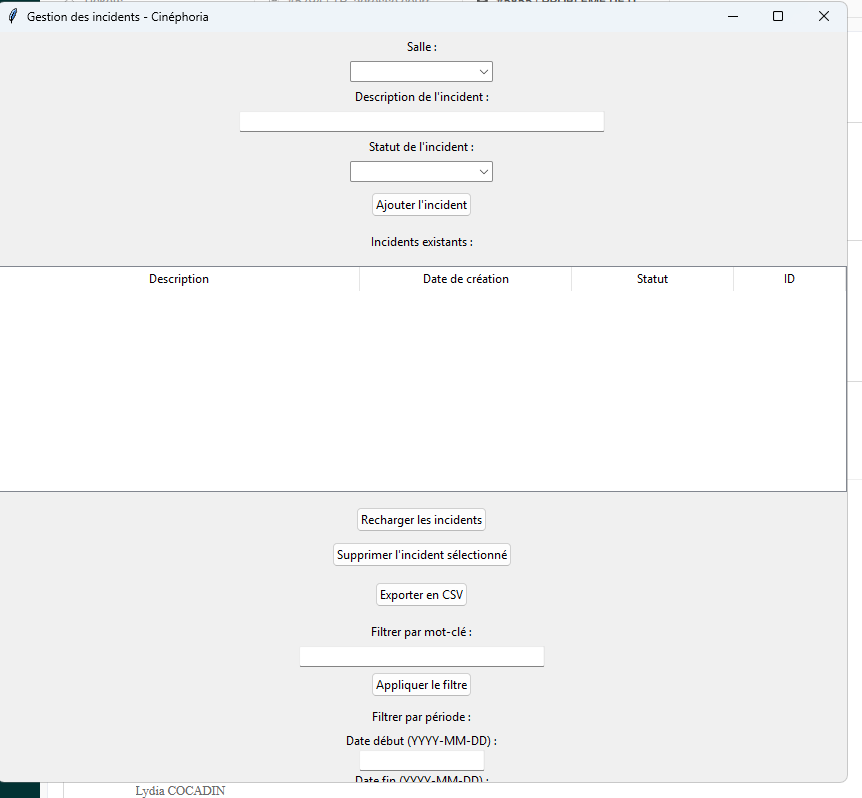 Gestion des incidents - Cinéphoria
Salle :
Description de l'incident :
Statut de l'incident :
Ajouter l'incident
Incidents existants :
Description Date de création Statut ID
Recharger les incidents
Supprimer l'incident sélectionné
Exporter en CSV
Filtrer par mot-clé :
Appliquer le filtre
Filtrer par période :
Date début (YYYY-MM-DD) :
Date fin (YYYY-MM-DD) :
Lydia COCADIN